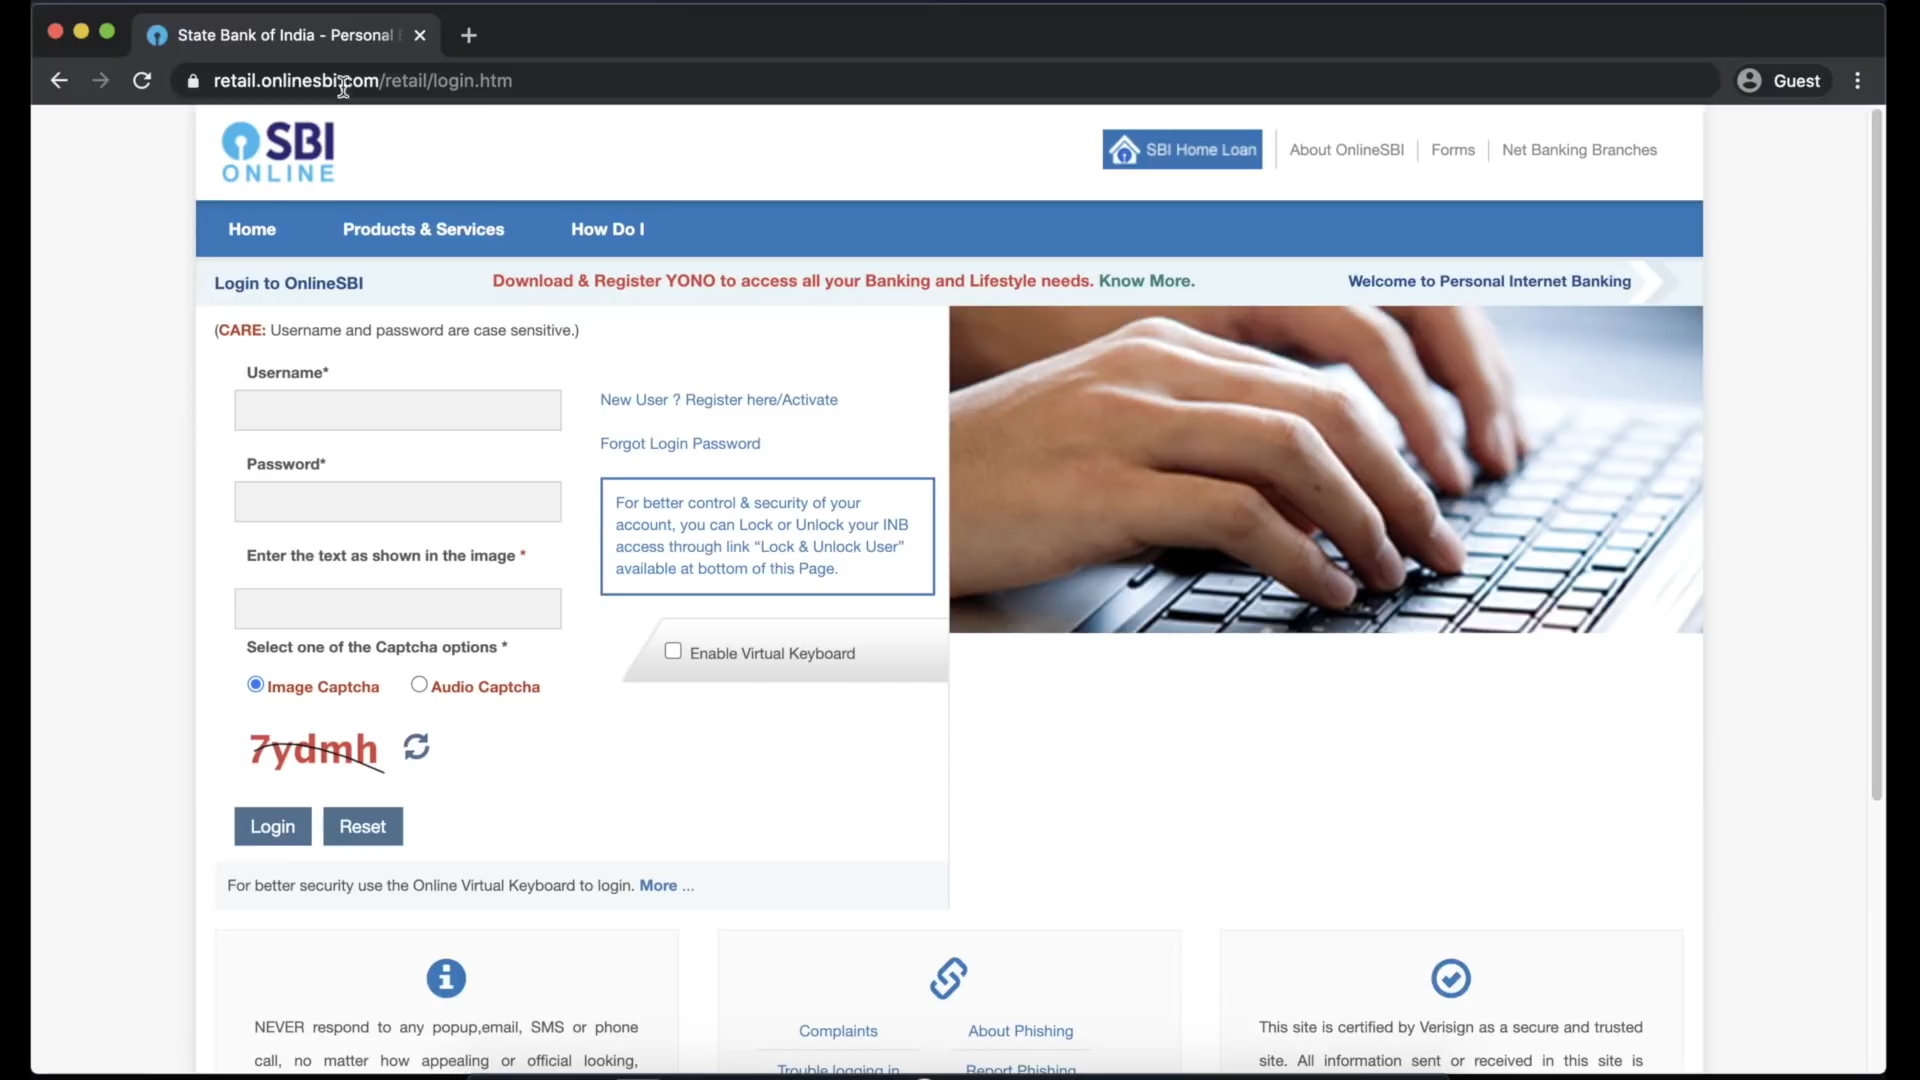 State Bank of India - Personal
retail.onlinesbi.com/retail/login.htm
Guest
SBI
ONLINE
SBI Home Loan
About OnlineSBI
Forms
Net Banking Branches
Home
Products & Services
How Do I
Login to OnlineSBI
Download & Register YONO to access all your Banking and Lifestyle needs. Know More.
Welcome to Personal Internet Banking
(CARE: Username and password are case sensitive.)
Username*
New User ? Register here/Activate
Forgot Login Password
Password*
For better control & security of your
account, you can Lock or Unlock your INB
access through link “Lock & Unlock User”
available at bottom of this Page.
Enter the text as shown in the image *
Select one of the Captcha options *
Enable Virtual Keyboard
Image Captcha
Audio Captcha
7ydmh
Login
Reset
For better security use the Online Virtual Keyboard to login. More ...
NEVER respond to any popup,email, SMS or phone
call, no matter how appealing or official looking,
Complaints
About Phishing
Trouble logging in
Report Phishing
This site is certified by Verisign as a secure and trusted
site. All information sent or received in this site is